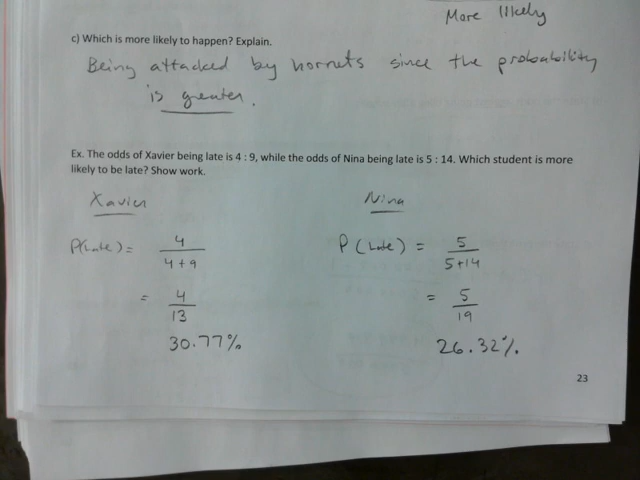 More likely
c) Which is more likely to happen? Explain.
Being attacked by hornets since the probability
is greater.
Ex. The odds of Xavier being late is 4 : 9, while the odds of Nina being late is 5 : 14. Which student is more
likely to be late? Show work.
Xavier Nina
P(Late) = 4/(4+9) P(Late) = 5/(5+14)
= 4/13 = 5/19
30.77% 26.32%
23